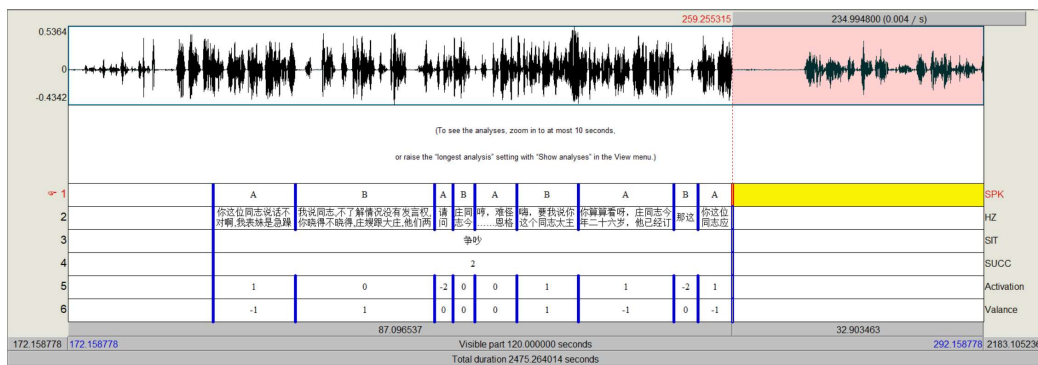 259.255315 234.994800 (0.004 / s)
0.5364
0
-0.4342
(To see the analyses, zoom in to at most 10 seconds,
or raise the "longest analysis" setting with "Show analyses" in the View menu.)
1 A B A B A B A B A SPK
2 你这位同志说话不 我说同志,不了解情况没有发言权, 请 庄同 哼，难怪 嗨，要我说你 你算算看呀，庄同志今 那这 你这位 HZ
对啊,我表妹是急躁 你晓得不晓得,庄嫂跟大庄,他们两 问 志今 ……恩格 这个同志太主 年二十六岁，他已经订 同志应
3 争吵 SIT
4 2 SUCC
5 1 0 -2 0 0 1 1 -2 1 Activation
6 -1 1 0 0 0 1 -1 0 -1 Valance
87.096537 32.903463
172.158778 172.158778 Visible part 120.000000 seconds 292.158778 2183.105236
Total duration 2475.264014 seconds